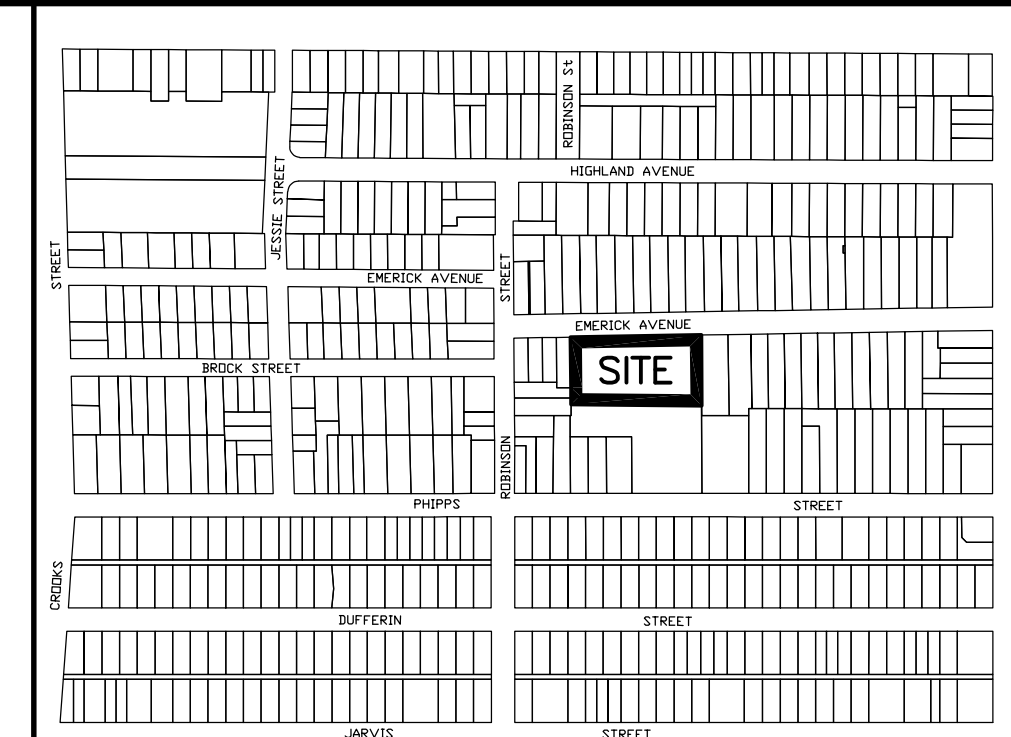 ROBINSON St
HIGHLAND AVENUE
JESSIE STREET
STREET
EMERICK AVENUE
STREET
EMERICK AVENUE
SITE
BROCK STREET
ROBINSON
PHIPPS
STREET
CROOKS
DUFFERIN
STREET
JARVIS
STREET